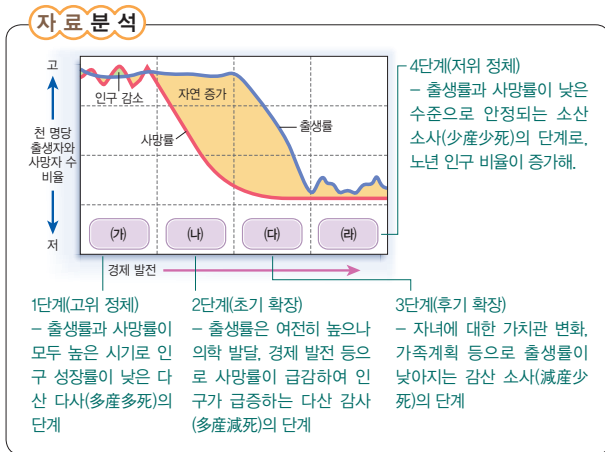 자료분석
고
천 명당
출생자와
사망자 수
비율
저
인구 감소
자연 증가
사망률
출생률
(가)
(나)
(다)
(라)
경제 발전
4단계(저위 정체)
– 출생률과 사망률이 낮은
수준으로 안정되는 소산
소사(少産少死)의 단계로,
노년 인구 비율이 증가해.
1단계(고위 정체)
– 출생률과 사망률이
모두 높은 시기로 인
구 성장률이 낮은 다
산 다사(多産多死)의
단계
2단계(초기 확장)
– 출생률은 여전히 높으나
의학 발달, 경제 발전 등으
로 사망률이 급감하여 인
구가 급증하는 다산 감사
(多産減死)의 단계
3단계(후기 확장)
– 자녀에 대한 가치관 변화,
가족계획 등으로 출생률이
낮아지는 감산 소사(減産少
死)의 단계